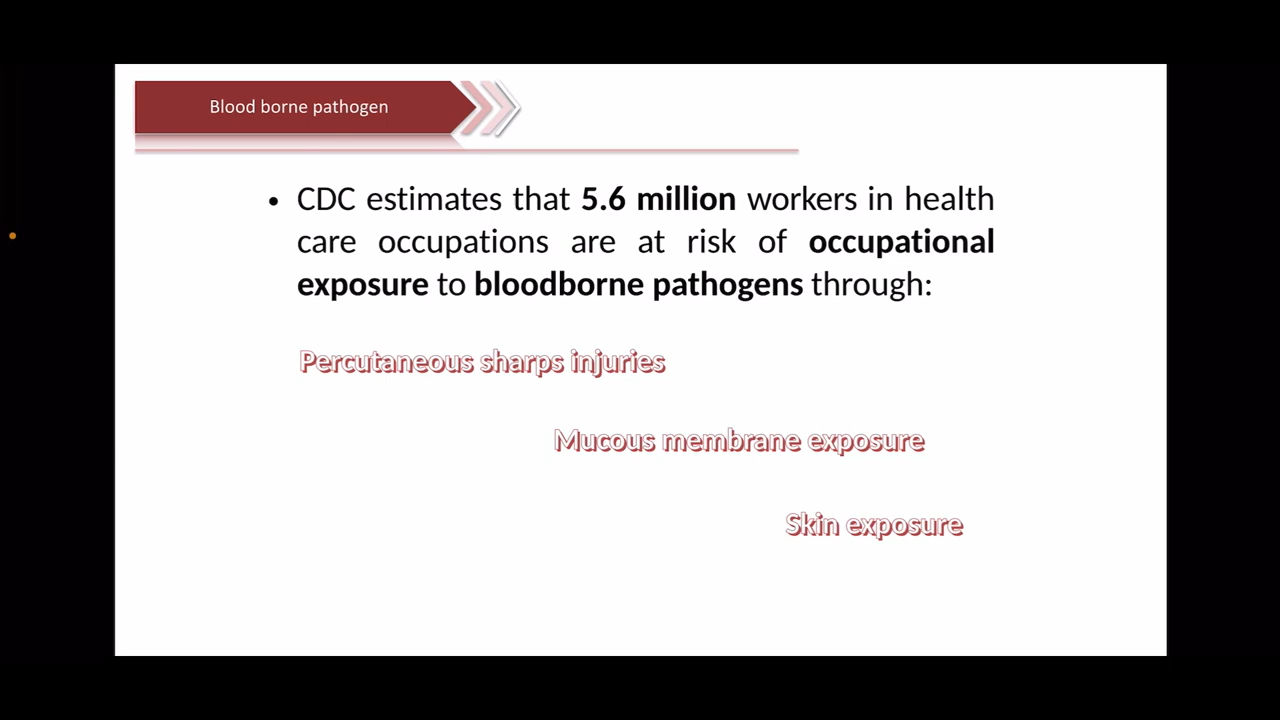 Blood borne pathogen
• CDC estimates that 5.6 million workers in health
care occupations are at risk of occupational
exposure to bloodborne pathogens through:
Percutaneous sharps injuries
Mucous membrane exposure
Skin exposure